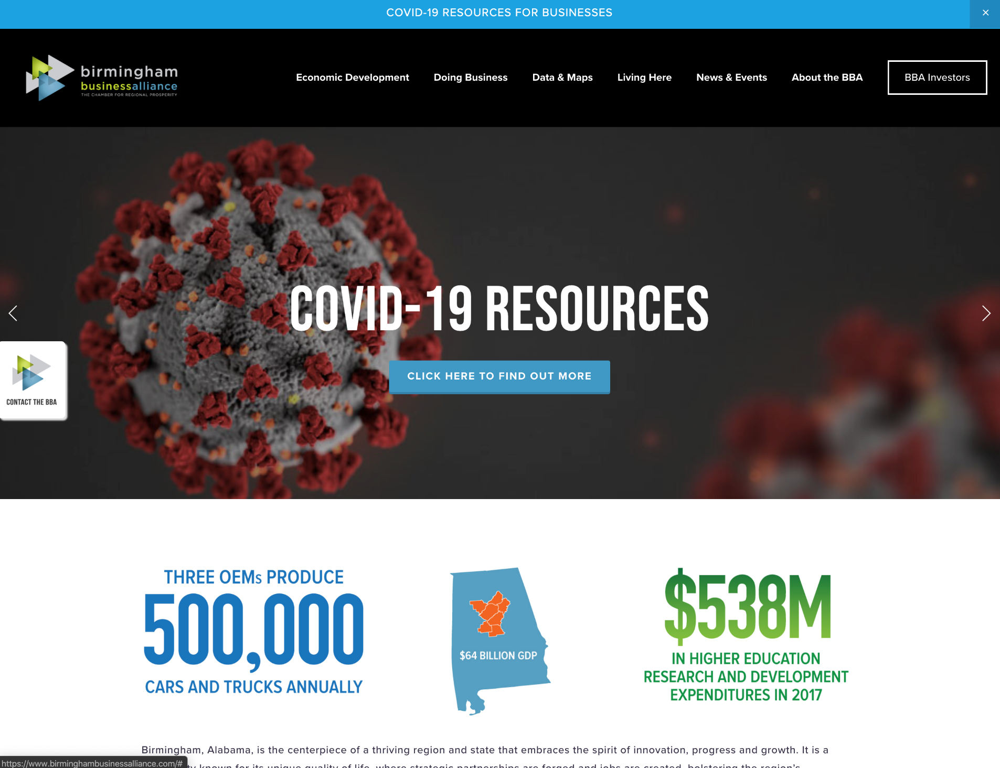 COVID-19 RESOURCES FOR BUSINESSES
birmingham
businessalliance
THE CHAMBER FOR REGIONAL PROSPERITY
Economic Development
Doing Business
Data & Maps
Living Here
News & Events
About the BBA
BBA Investors
COVID-19 RESOURCES
CLICK HERE TO FIND OUT MORE
CONTACT THE BBA
THREE OEMs PRODUCE
500,000
CARS AND TRUCKS ANNUALLY
$64 BILLION GDP
$538M
IN HIGHER EDUCATION
RESEARCH AND DEVELOPMENT
EXPENDITURES IN 2017
Birmingham, Alabama, is the centerpiece of a thriving region and state that embraces the spirit of innovation, progress and growth. It is a
known for its unique quality of life, where strategic partnerships are forged and jobs are created, bolstering the region's
https://www.birminghambusinessalliance.com/#